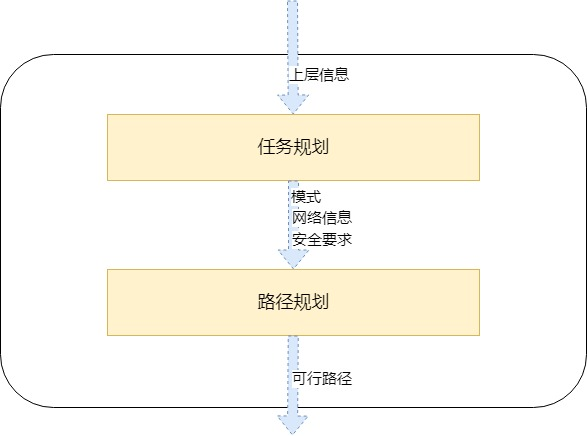 上层信息
任务规划
模式
网络信息
安全要求
路径规划
可行路径